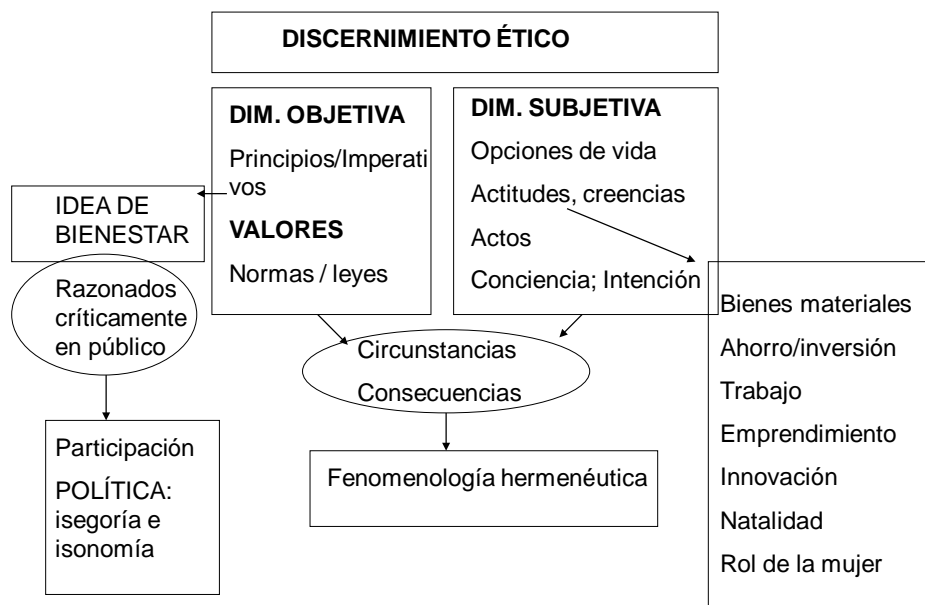 DISCERNIMIENTO ÉTICO
DIM. OBJETIVA
Principios/Imperati
vos
VALORES
Normas / leyes
DIM. SUBJETIVA
Opciones de vida
Actitudes, creencias
Actos
Conciencia; Intención
IDEA DE
BIENESTAR
Razonados
críticamente
en público
Participación
POLÍTICA:
isegoría e
isonomía
Circunstancias
Consecuencias
Fenomenología hermenéutica
Bienes materiales
Ahorro/inversión
Trabajo
Emprendimiento
Innovación
Natalidad
Rol de la mujer